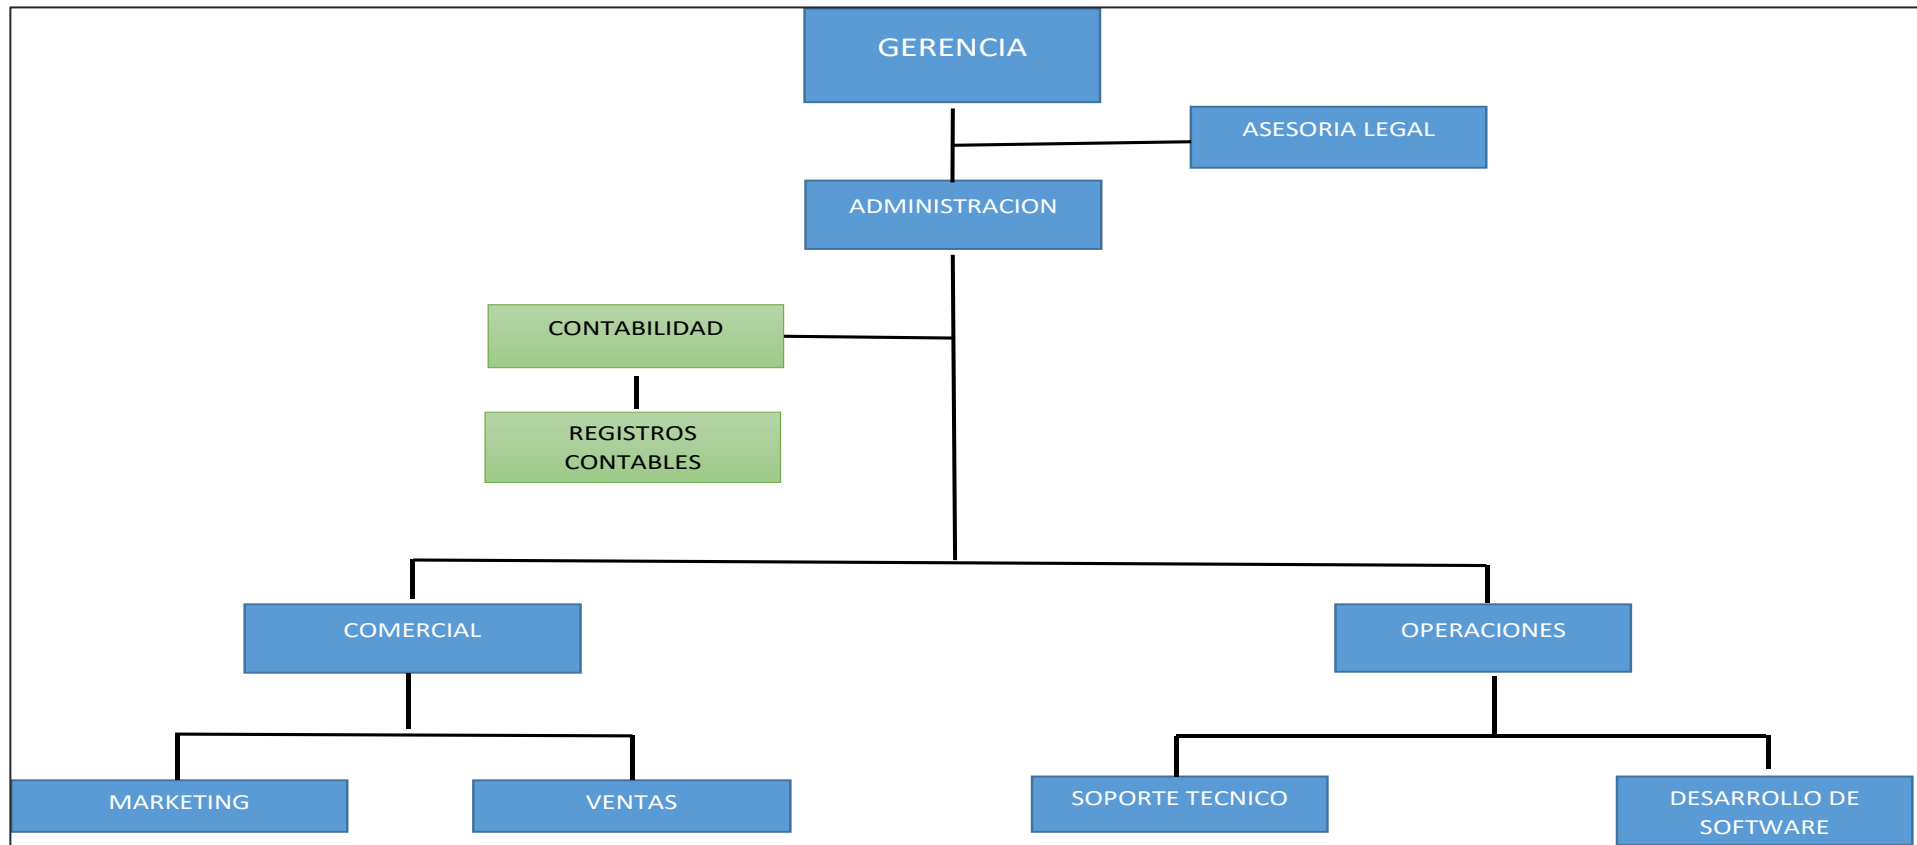 GERENCIA
ASESORIA LEGAL
ADMINISTRACION
CONTABILIDAD
REGISTROS
CONTABLES
COMERCIAL
OPERACIONES
MARKETING
VENTAS
SOPORTE TECNICO
DESARROLLO DE
SOFTWARE